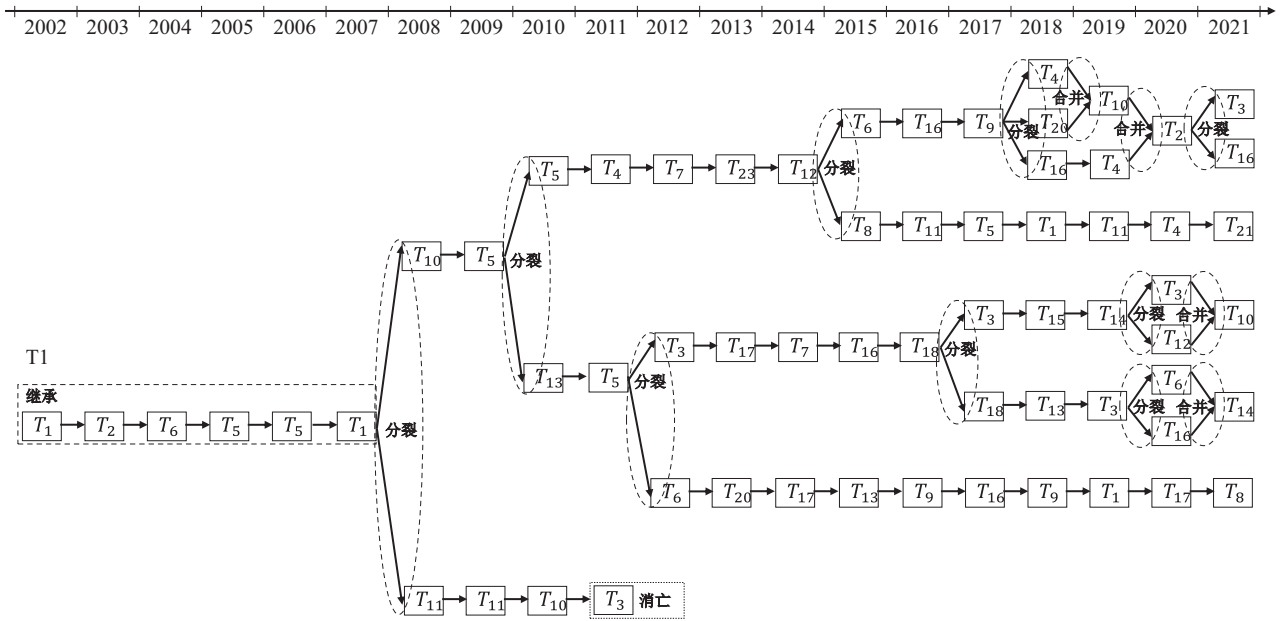 2002 2003 2004 2005 2006 2007 2008 2009 2010 2011 2012 2013 2014 2015 2016 2017 2018 2019 2020 2021
T₄
T₃
T₁₀
合并
T₆ T₁₆ T₉ 分裂 T₂₀ 合并 T₂ 分裂
T₁₆ T₄ T₁₆
T₅ T₄ T₇ T₂₃ T₁₂ 分裂
T₈ T₁₁ T₅ T₁ T₁₁ T₄ T₂₁
T₁₀ T₅ 分裂
T₃
T₃ T₁₅ T₁₄ 分裂 合并 T₁₀
T₁₂
T₃ T₁₇ T₇ T₁₆ T₁₈ 分裂
T1
T₁₃ T₅ 分裂
T₆
T₁₈ T₁₃ T₃ 分裂 合并 T₁₄
T₁₆
继承
T₁ T₂ T₆ T₅ T₅ T₁ 分裂
T₆ T₂₀ T₁₇ T₁₃ T₉ T₁₆ T₉ T₁ T₁₇ T₈
T₁₁ T₁₁ T₁₀ T₃ 消亡